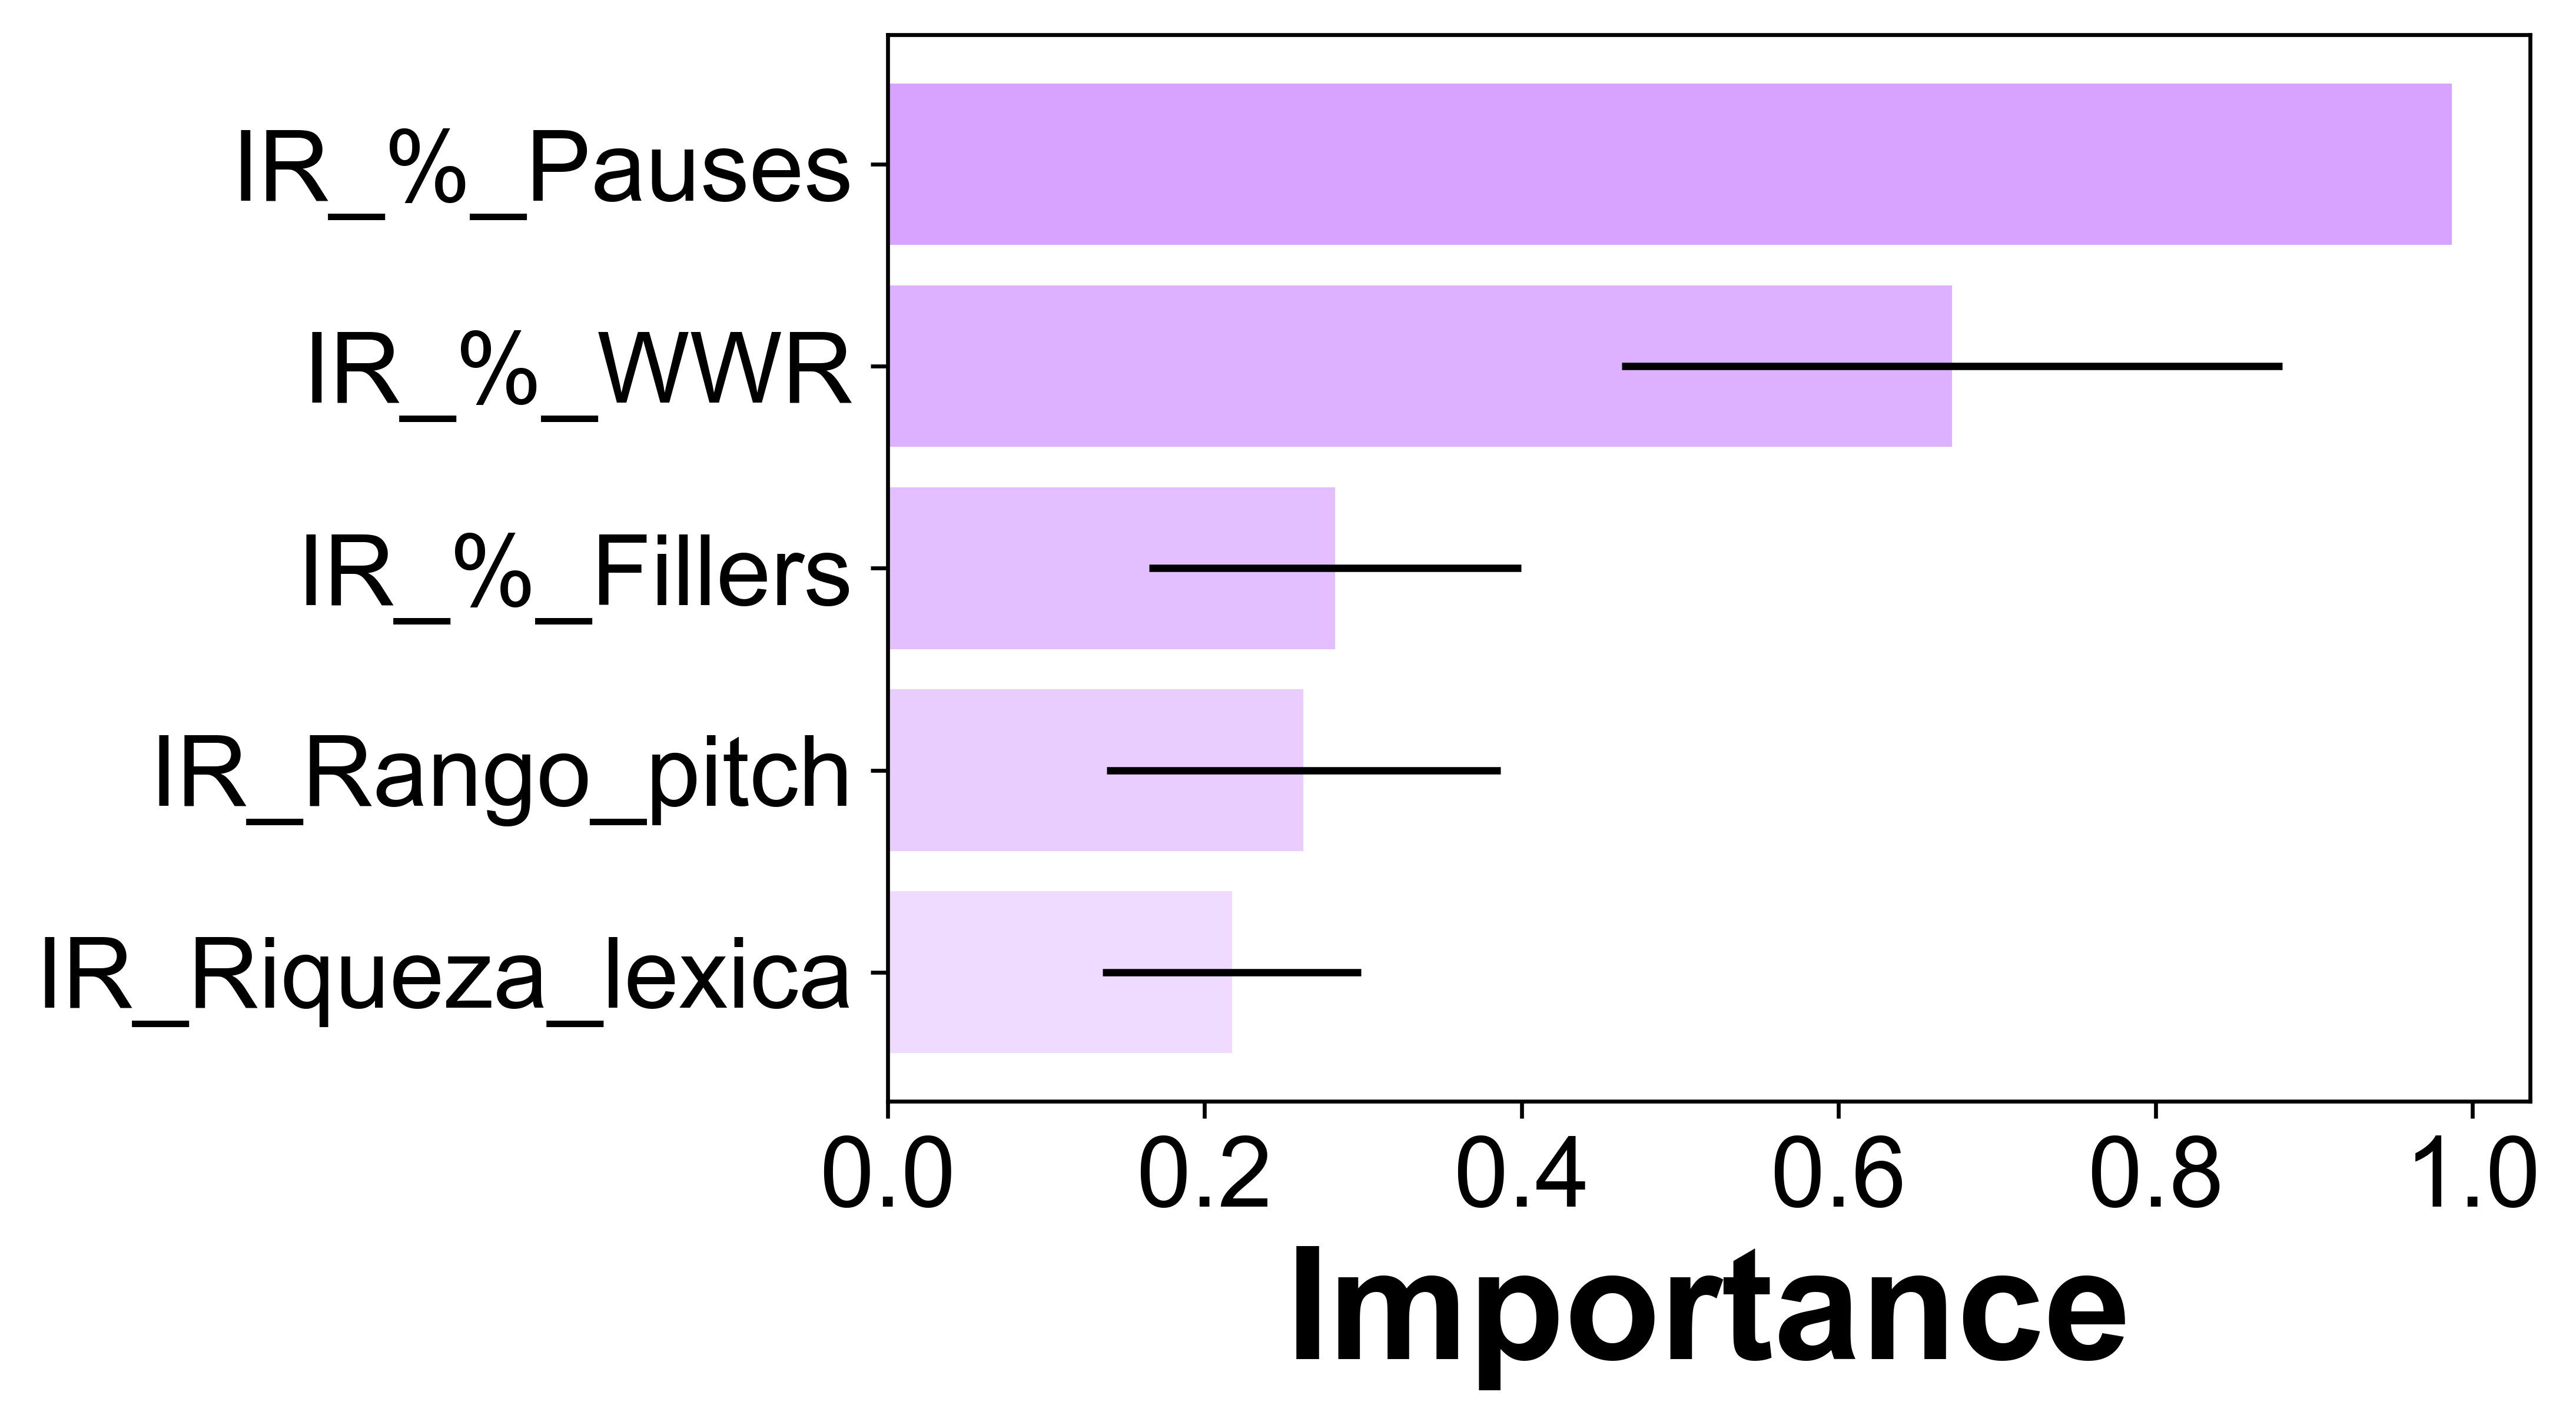 IR_%_Pauses
IR_%_WWR
IR_%_Fillers
IR_Rango_pitch
IR_Riqueza_lexica
0.0 0.2 0.4 0.6 0.8 1.0
Importance